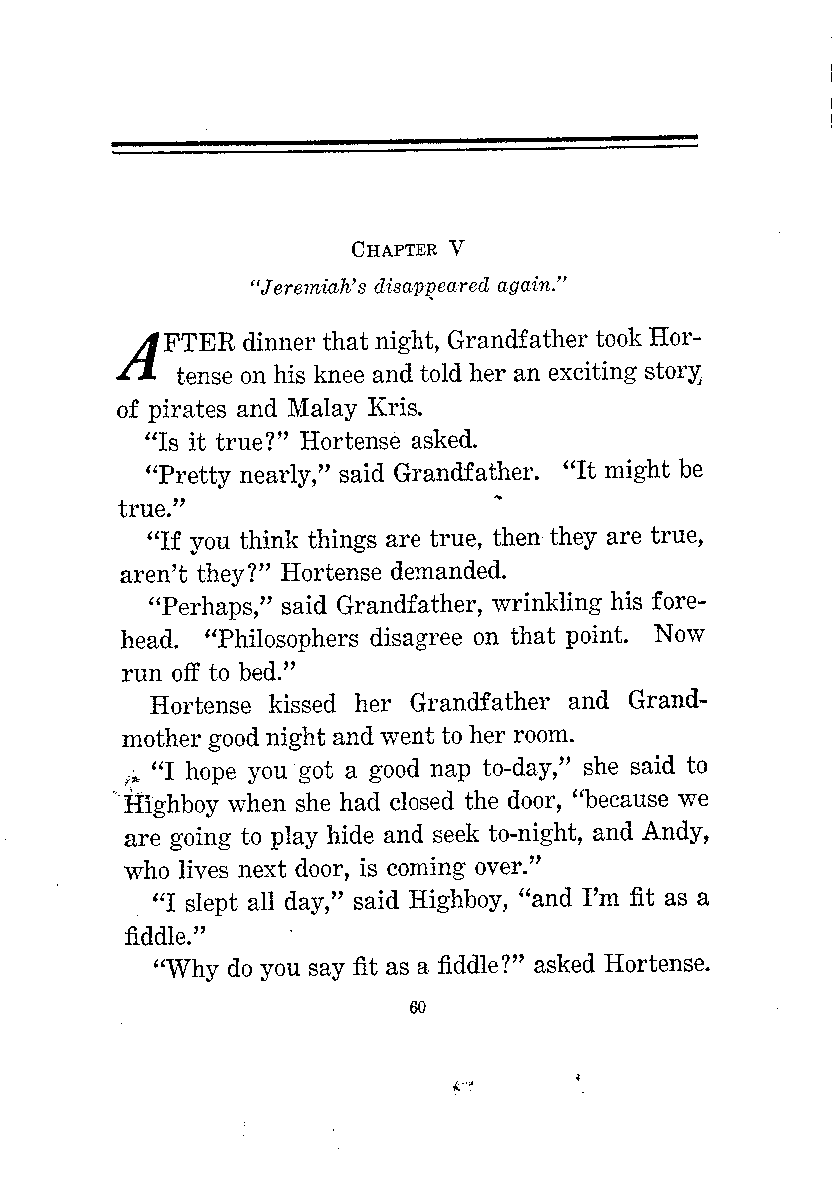 CHAPTER V
"Jeremiah's disappeared again."
AFTER dinner that night, Grandfather took Hor-
tense on his knee and told her an exciting story
of pirates and Malay Kris.
"Is it true?" Hortense asked.
"Pretty nearly," said Grandfather. "It might be
true."
"If you think things are true, then they are true,
aren't they?" Hortense demanded.
"Perhaps," said Grandfather, wrinkling his fore-
head. "Philosophers disagree on that point. Now
run off to bed."
Hortense kissed her Grandfather and Grand-
mother good night and went to her room.
"I hope you got a good nap to-day," she said to
Highboy when she had closed the door, "because we
are going to play hide and seek to-night, and Andy,
who lives next door, is coming over."
"I slept all day," said Highboy, "and I'm fit as a
fiddle."
"Why do you say fit as a fiddle?" asked Hortense.
60